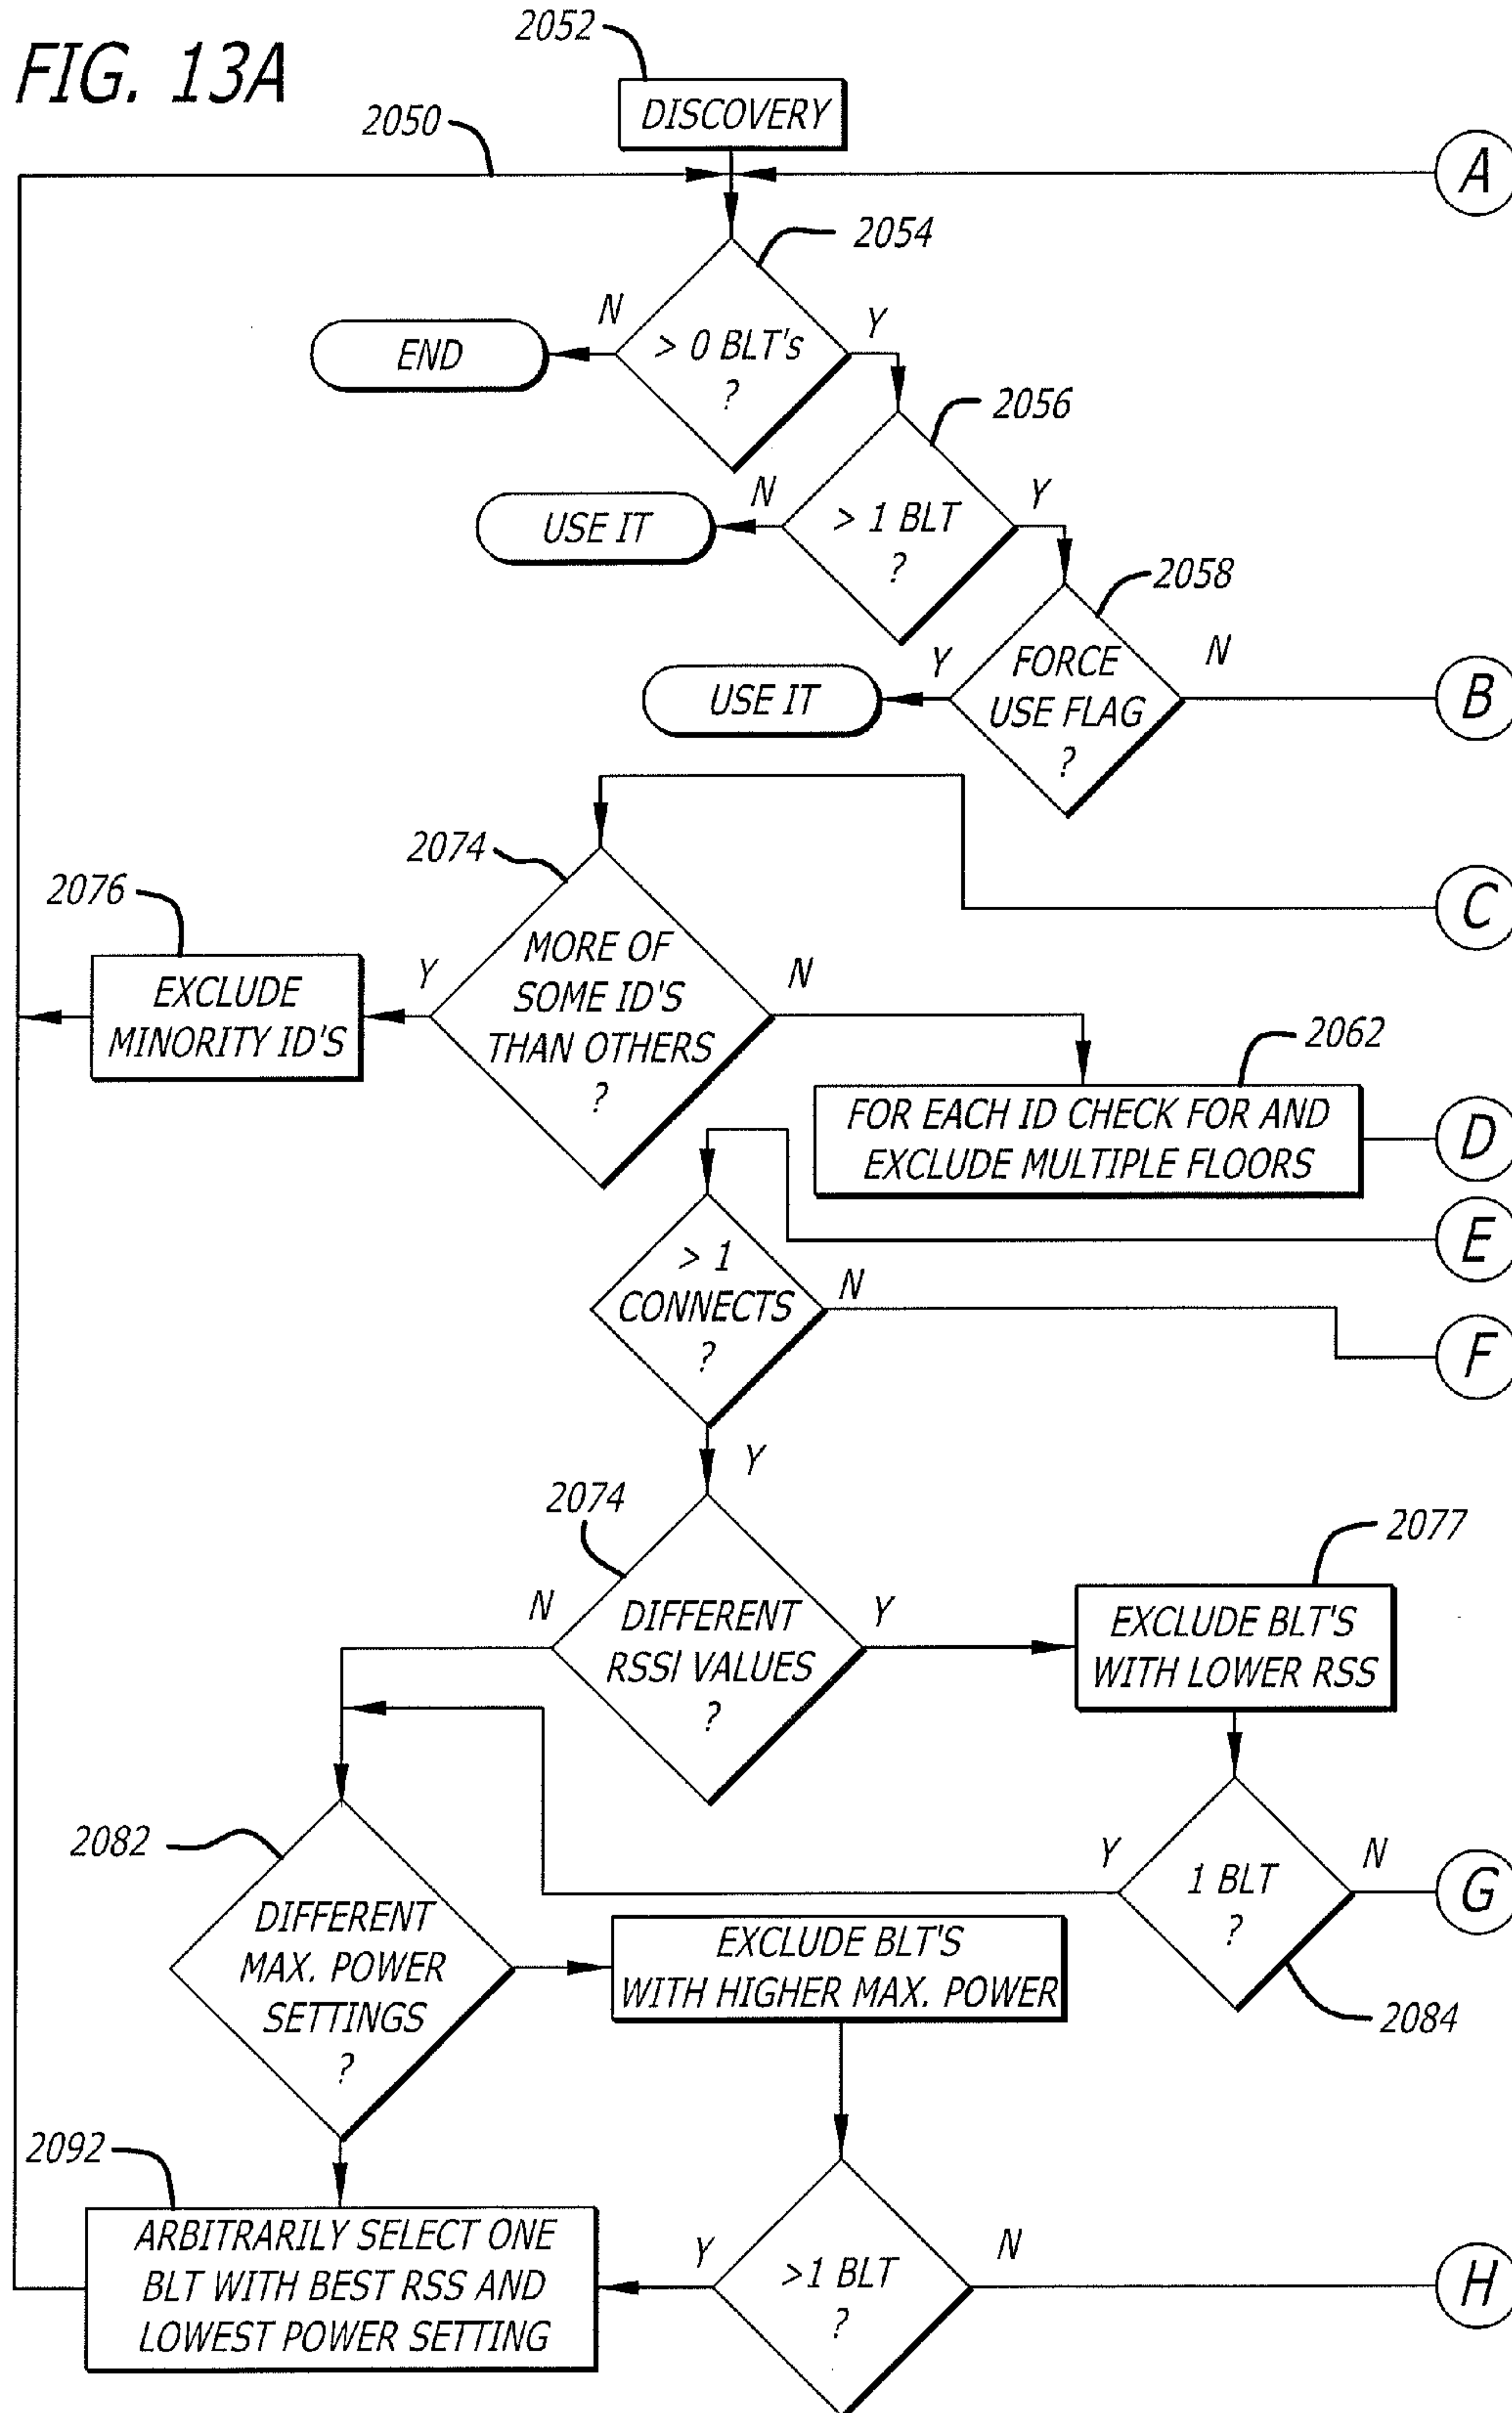 FIG. 13A
2052
DISCOVERY
2050
A
2054
N
> 0 BLT's
?
Y
END
2056
N
> 1 BLT
?
Y
USE IT
2058
Y
FORCE
USE FLAG
?
N
USE IT
B
2074
C
2076
EXCLUDE
MINORITY ID'S
Y
MORE OF
SOME ID'S
THAN OTHERS
?
N
2062
FOR EACH ID CHECK FOR AND
EXCLUDE MULTIPLE FLOORS
D
E
> 1
CONNECTS
?
N
F
Y
2074
2077
N
DIFFERENT
RSSI VALUES
?
Y
EXCLUDE BLT'S
WITH LOWER RSS
2082
Y
1 BLT
?
N
G
2084
DIFFERENT
MAX. POWER
SETTINGS
?
EXCLUDE BLT'S
WITH HIGHER MAX. POWER
2092
ARBITRARILY SELECT ONE
BLT WITH BEST RSS AND
LOWEST POWER SETTING
Y
>1 BLT
?
N
H